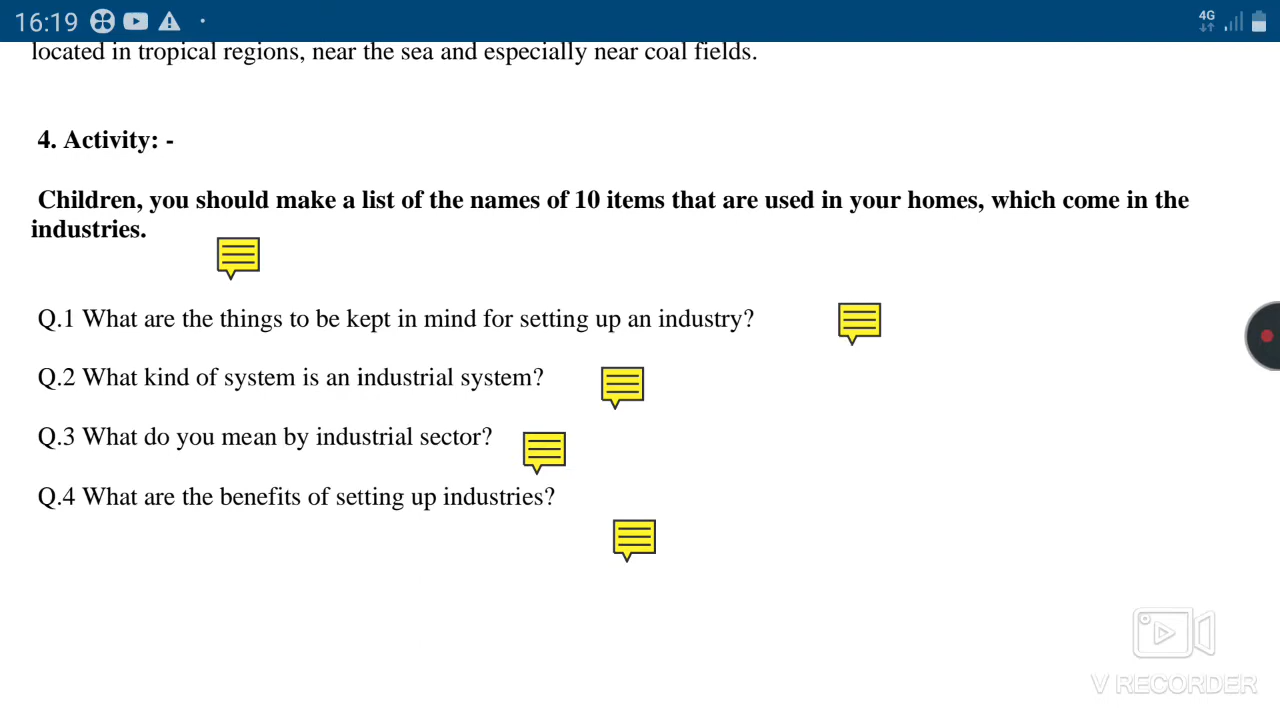 16:19
4G
located in tropical regions, near the sea and especially near coal fields.
4. Activity: -
Children, you should make a list of the names of 10 items that are used in your homes, which come in the
industries.
Q.1 What are the things to be kept in mind for setting up an industry?
Q.2 What kind of system is an industrial system?
Q.3 What do you mean by industrial sector?
Q.4 What are the benefits of setting up industries?
V RECORDER